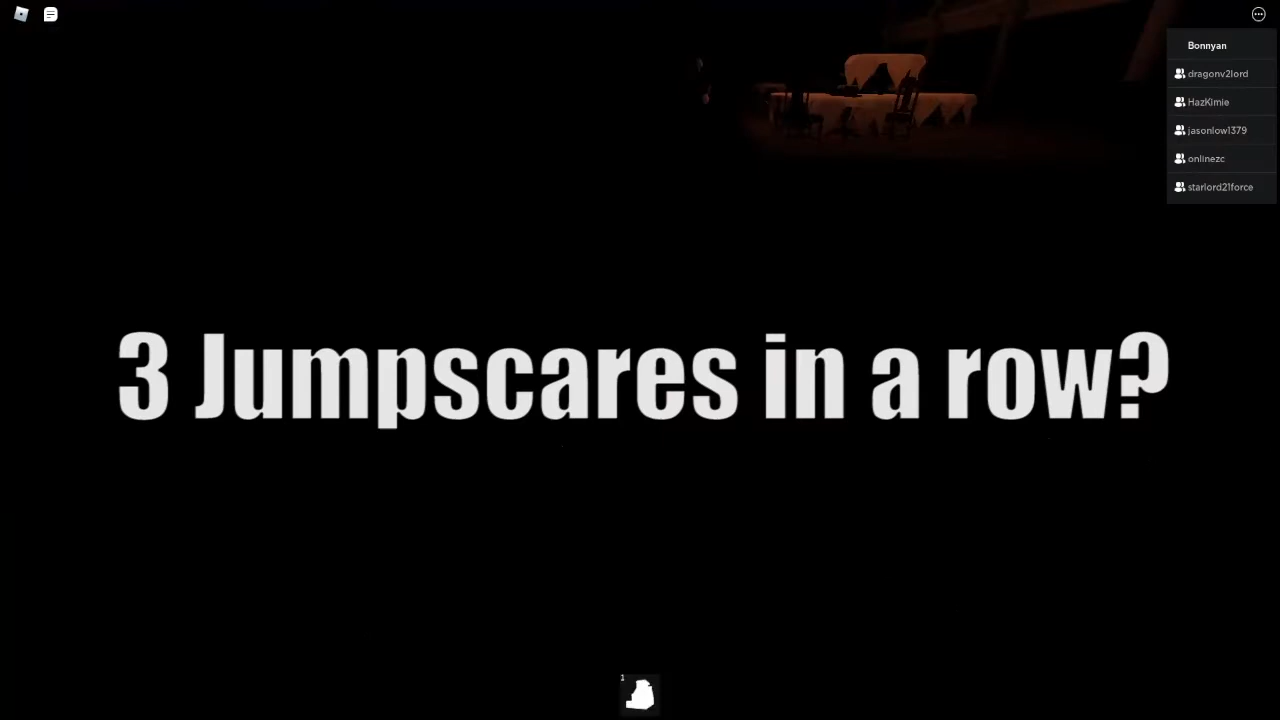 Bonnyan
dragonv2lord
HazKimie
jasonlow1379
onlinezc
starlord21force
3 Jumpscares in a row?
1